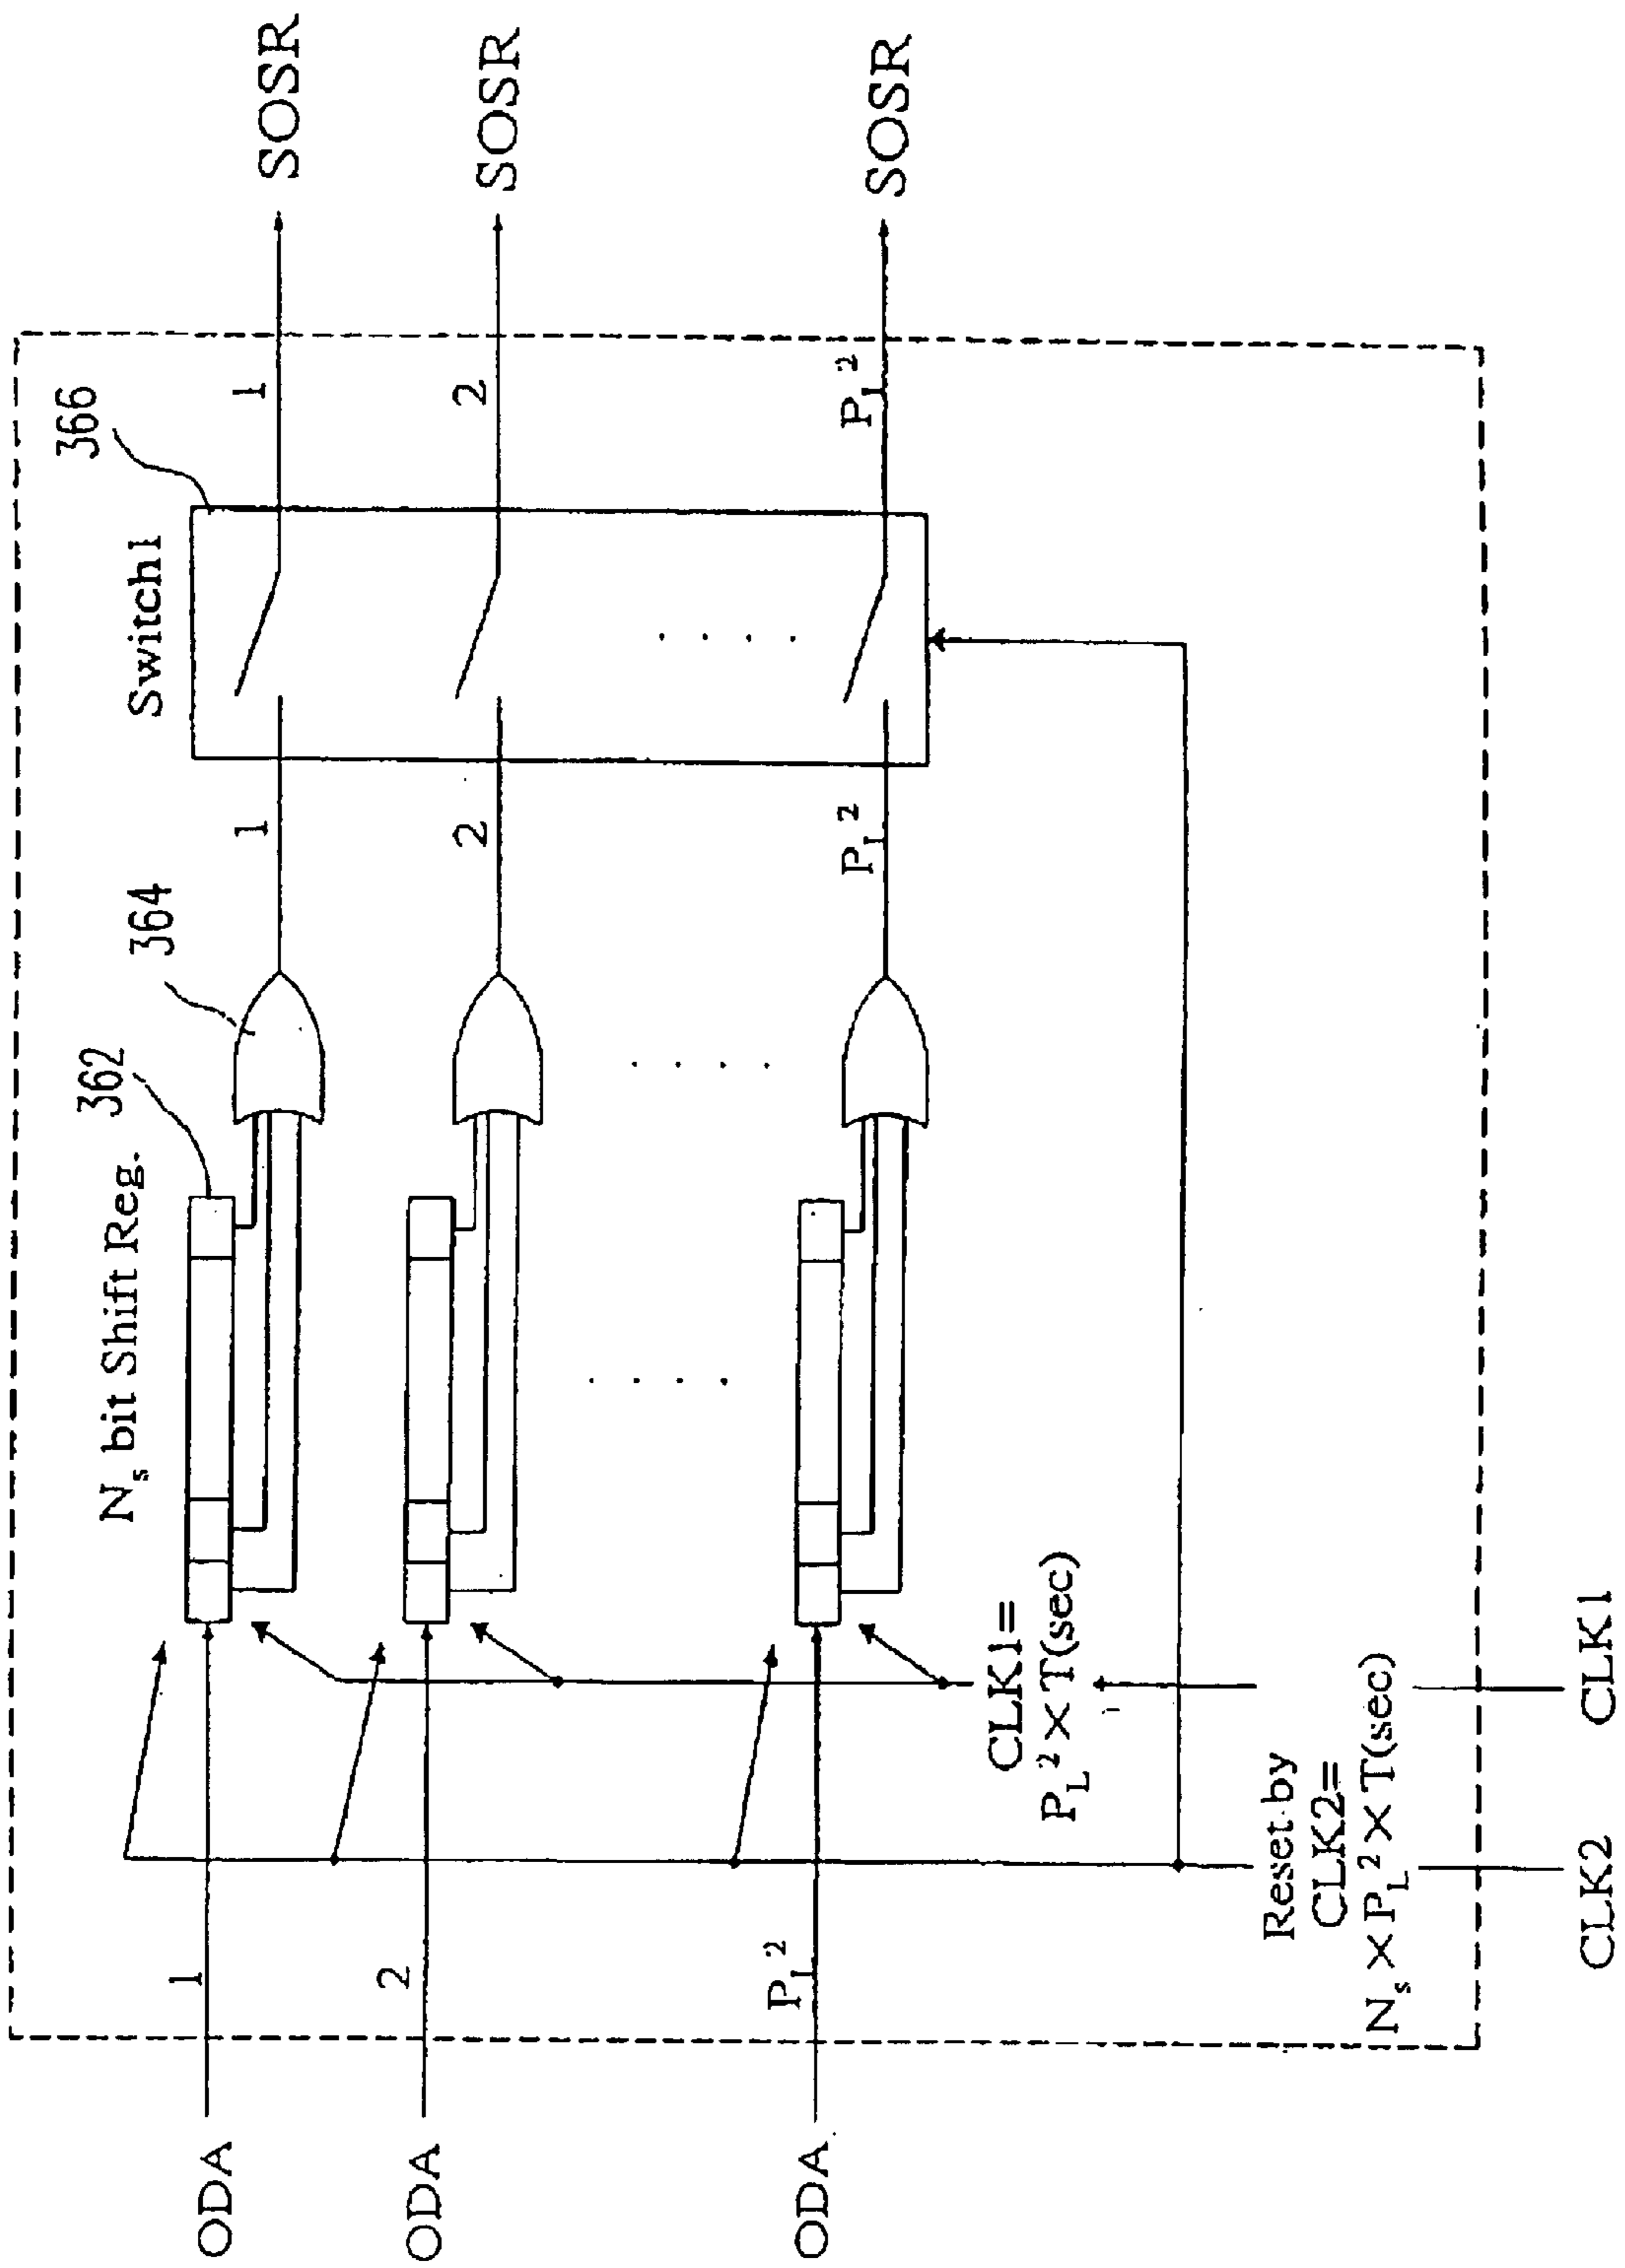 366
Switch1
364
N_s bit Shift Reg.
362
ODA 1 1 1 SOSR
ODA 2 2 2 SOSR
ODA P_L^2 P_L^2 P_L^2 SOSR
CLK1=
P_L^2 × T(sec)
Reset by
CLK2=
N_s × P_L^2 × T(sec)
CLK2
CLK1